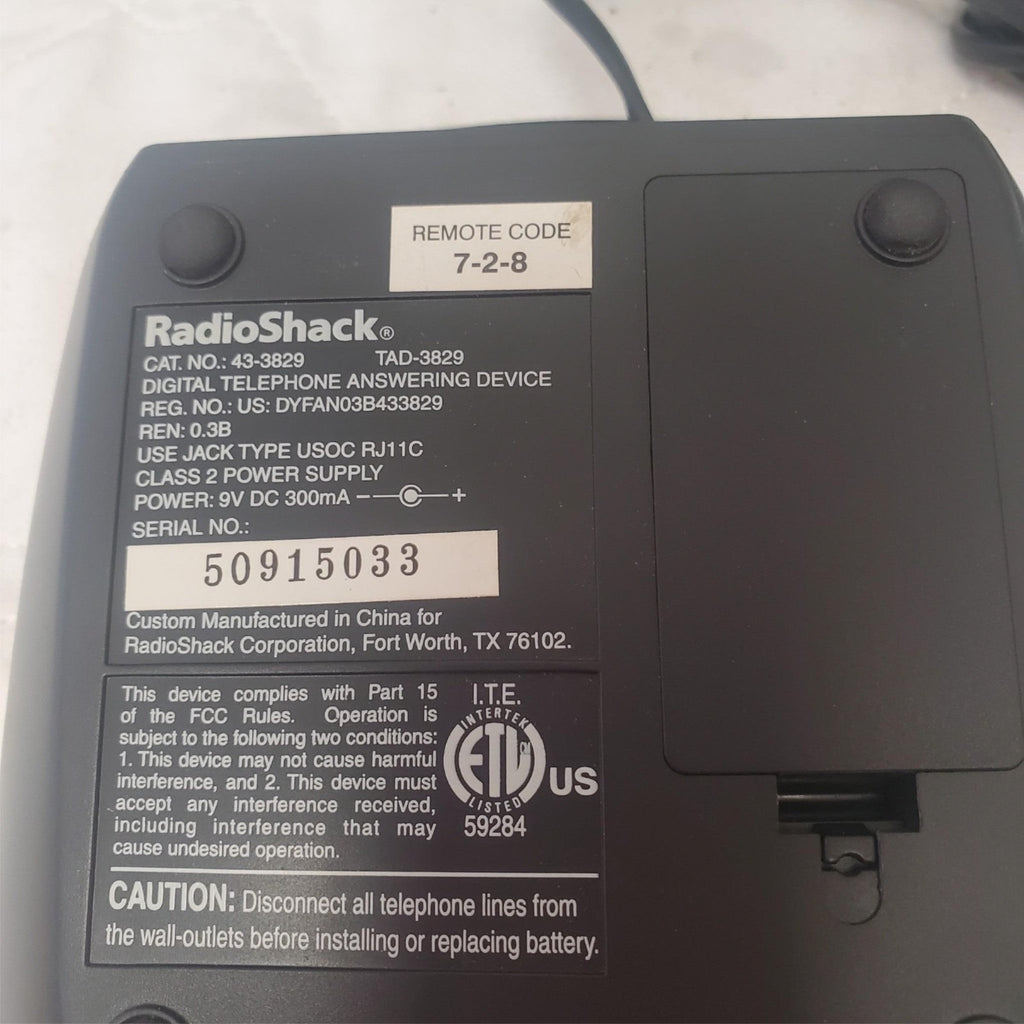 REMOTE CODE
7-2-8
RadioShack®
CAT. NO.: 43-3829 TAD-3829
DIGITAL TELEPHONE ANSWERING DEVICE
REG. NO.: US: DYFAN03B433829
REN: 0.3B
USE JACK TYPE USOC RJ11C
CLASS 2 POWER SUPPLY
POWER: 9V DC 300mA - +
SERIAL NO.:
50915033
Custom Manufactured in China for
RadioShack Corporation, Fort Worth, TX 76102.
This device complies with Part 15
of the FCC Rules. Operation is
subject to the following two conditions:
1. This device may not cause harmful
interference, and 2. This device must
accept any interference received,
including interference that may
cause undesired operation.
I.T.E.
INTERTEK
ETL
LISTED
US
59284
CAUTION: Disconnect all telephone lines from
the wall-outlets before installing or replacing battery.